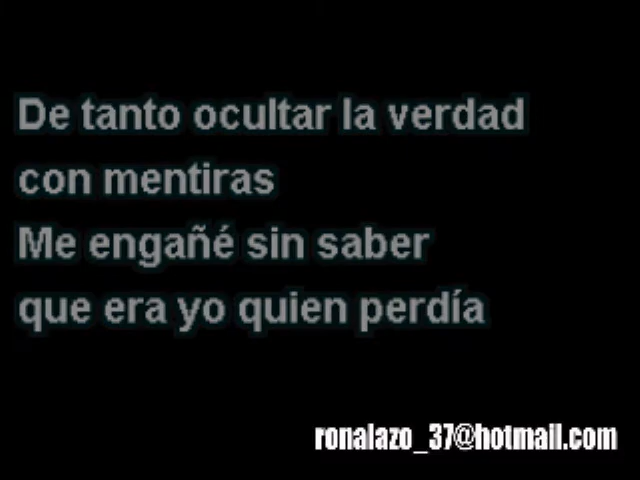 De tanto ocultar la verdad
con mentiras
Me engañé sin saber
que era yo quien perdía
ronalazo_37@hotmail.com